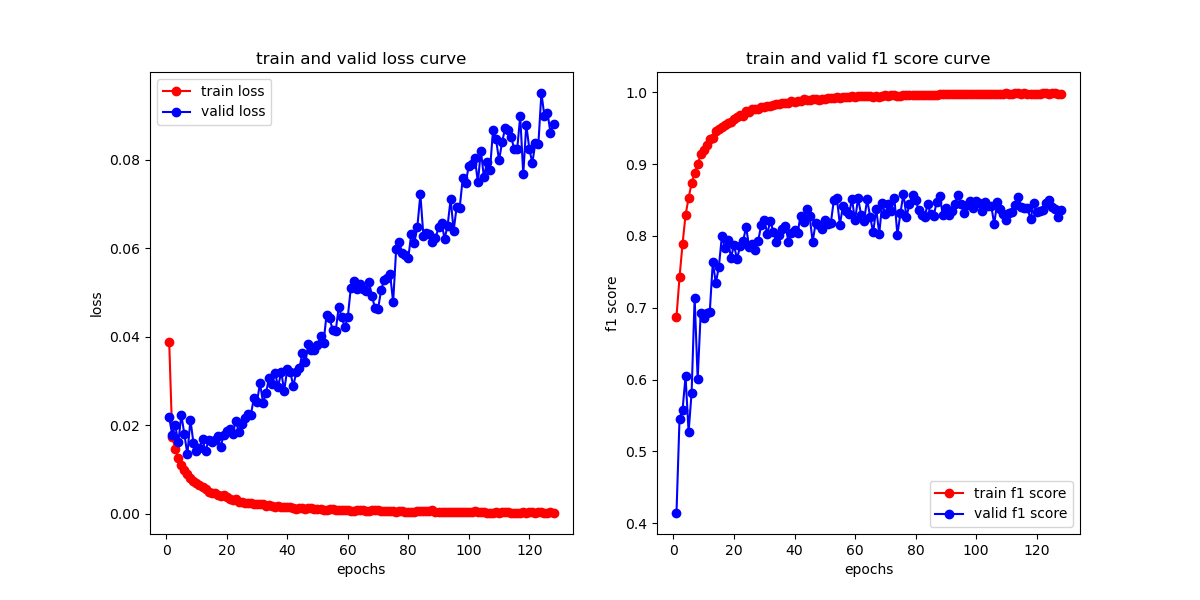 train and valid loss curve
train loss
valid loss
loss
0.08
0.06
0.04
0.02
0.00
0
20
40
60
80
100
120
epochs
train and valid f1 score curve
f1 score
1.0
0.9
0.8
0.7
0.6
0.5
0.4
train f1 score
valid f1 score
0
20
40
60
80
100
120
epochs